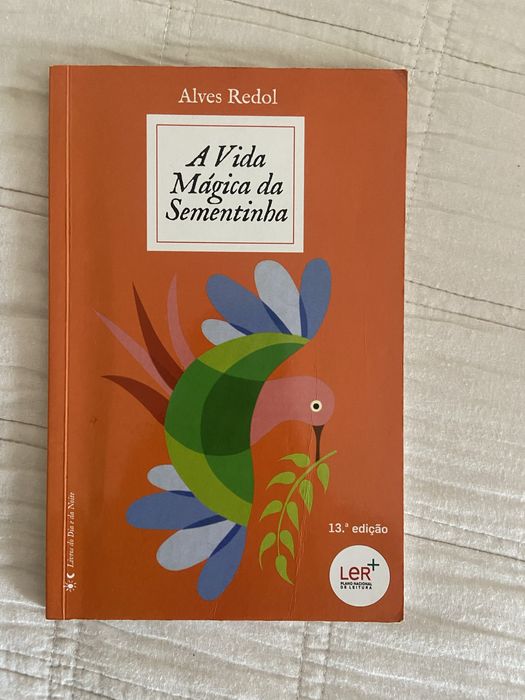 Alves Redol
A Vida
Mágica da
Sementinha
13.ª edição
LeR+
PLANO NACIONAL
DE LEITURA
Livros do Dia e da Noite